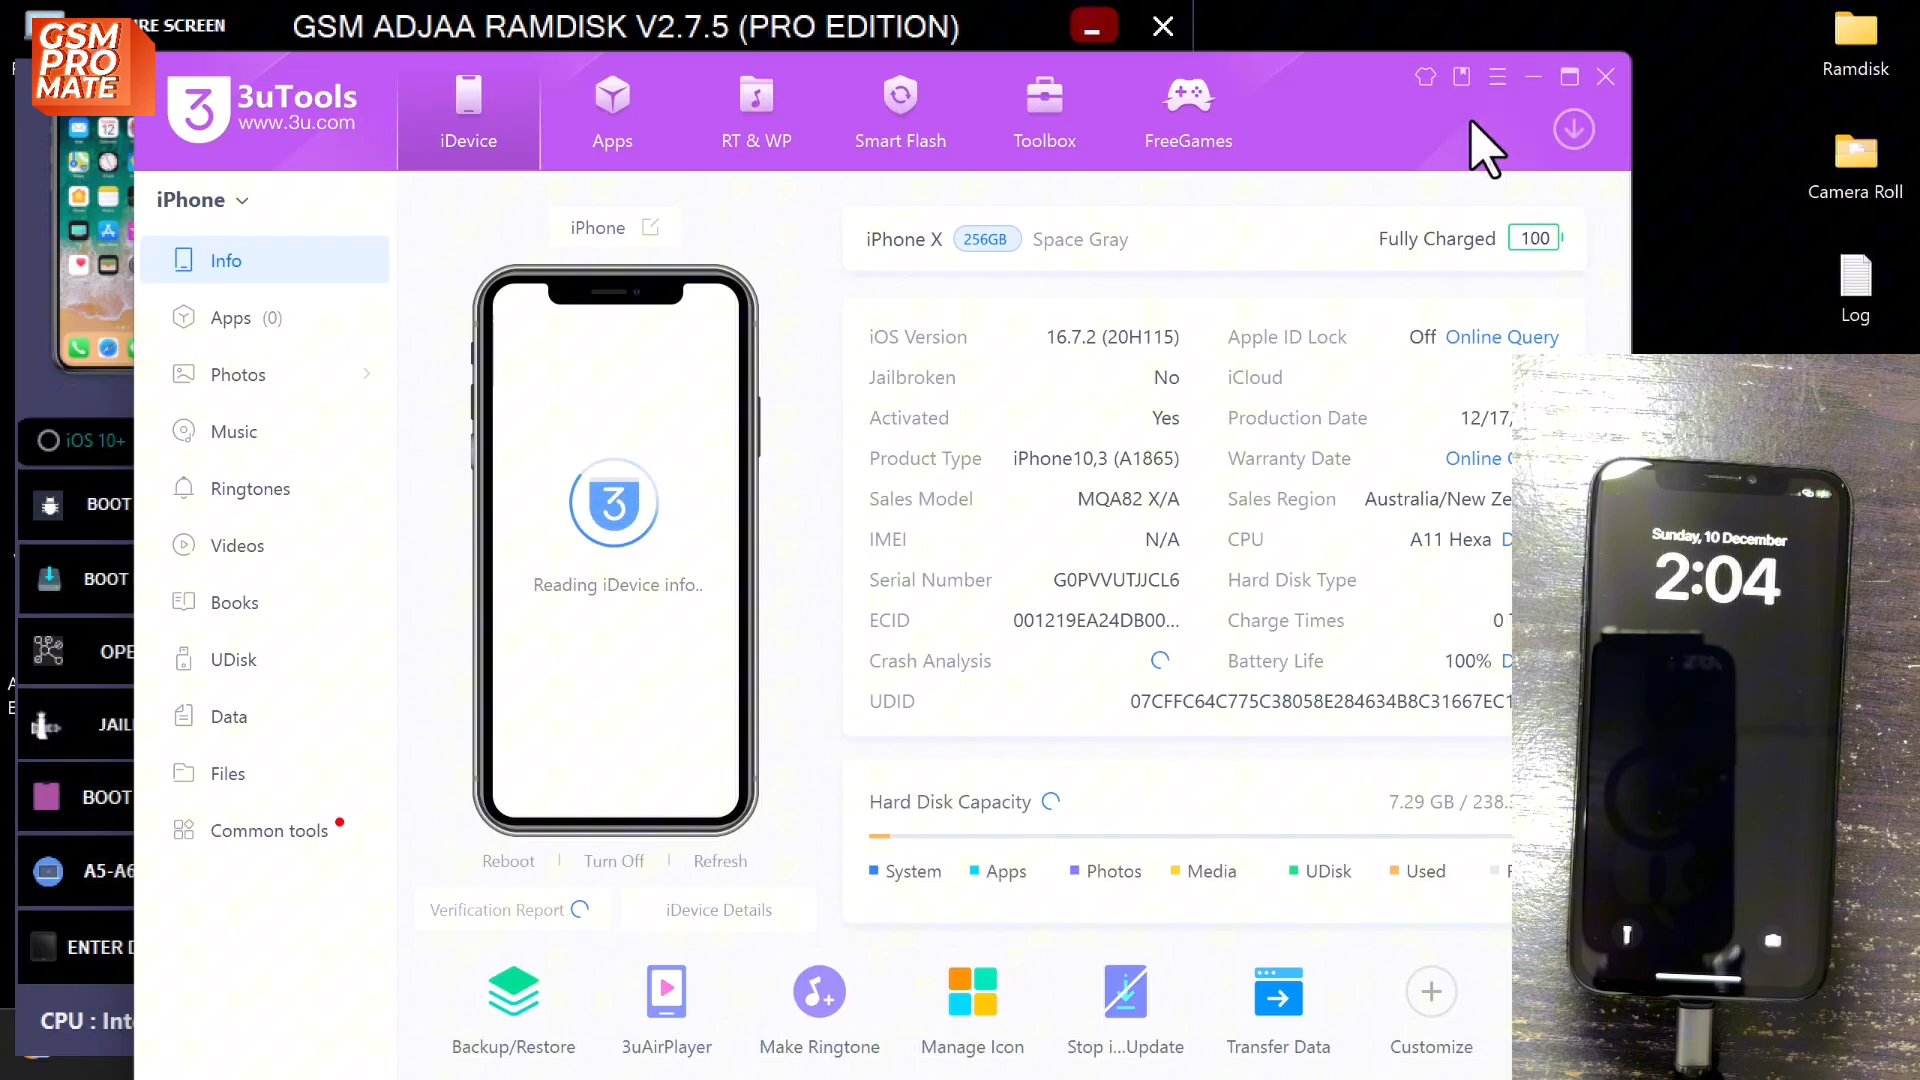 RE SCREEN
GSM ADJAA RAMDISK V2.7.5 (PRO EDITION)
GSM
PRO
MATE
3uTools
www.3u.com
iDevice
Apps
RT & WP
Smart Flash
Toolbox
FreeGames
Ramdisk
Camera Roll
Log
iPhone
Info
Apps (0)
Photos
Music
Ringtones
Videos
Books
UDisk
Data
Files
Common tools
iOS 10+
BOOT
BOOT
OPE
JAIL
BOOT
A5-A6
ENTER D
CPU : Inte
iPhone
Reading iDevice info..
Reboot
Turn Off
Refresh
Verification Report
iDevice Details
iPhone X 256GB Space Gray
Fully Charged 100
iOS Version 16.7.2 (20H115) Apple ID Lock Off Online Query
Jailbroken No iCloud
Activated Yes Production Date 12/17/
Product Type iPhone10,3 (A1865) Warranty Date Online
Sales Model MQA82 X/A Sales Region Australia/New Ze
IMEI N/A CPU A11 Hexa D
Serial Number G0PVVUTJJCL6 Hard Disk Type
ECID 001219EA24DB00... Charge Times 0
Crash Analysis Battery Life 100% D
UDID 07CFFC64C775C38058E284634B8C31667EC1
Hard Disk Capacity 7.29 GB / 238.
System Apps Photos Media UDisk Used
Backup/Restore
3uAirPlayer
Make Ringtone
Manage Icon
Stop i...Update
Transfer Data
Customize
Sunday, 10 December
2:04